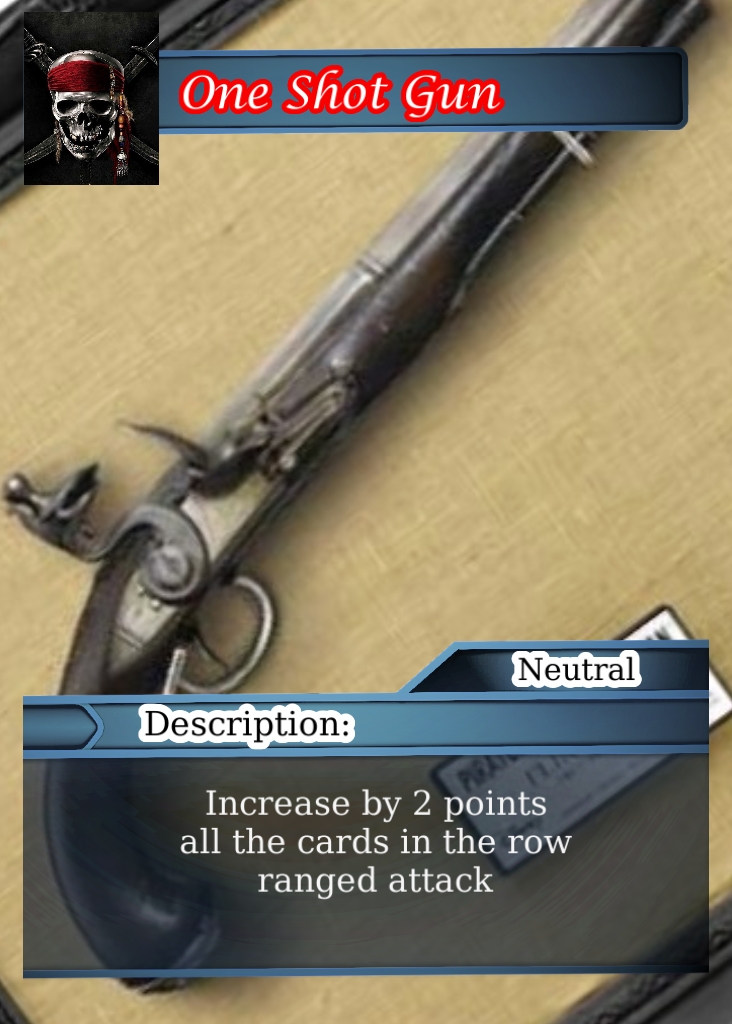 One Shot Gun
Neutral
Description:
Increase by 2 points
all the cards in the row
ranged attack